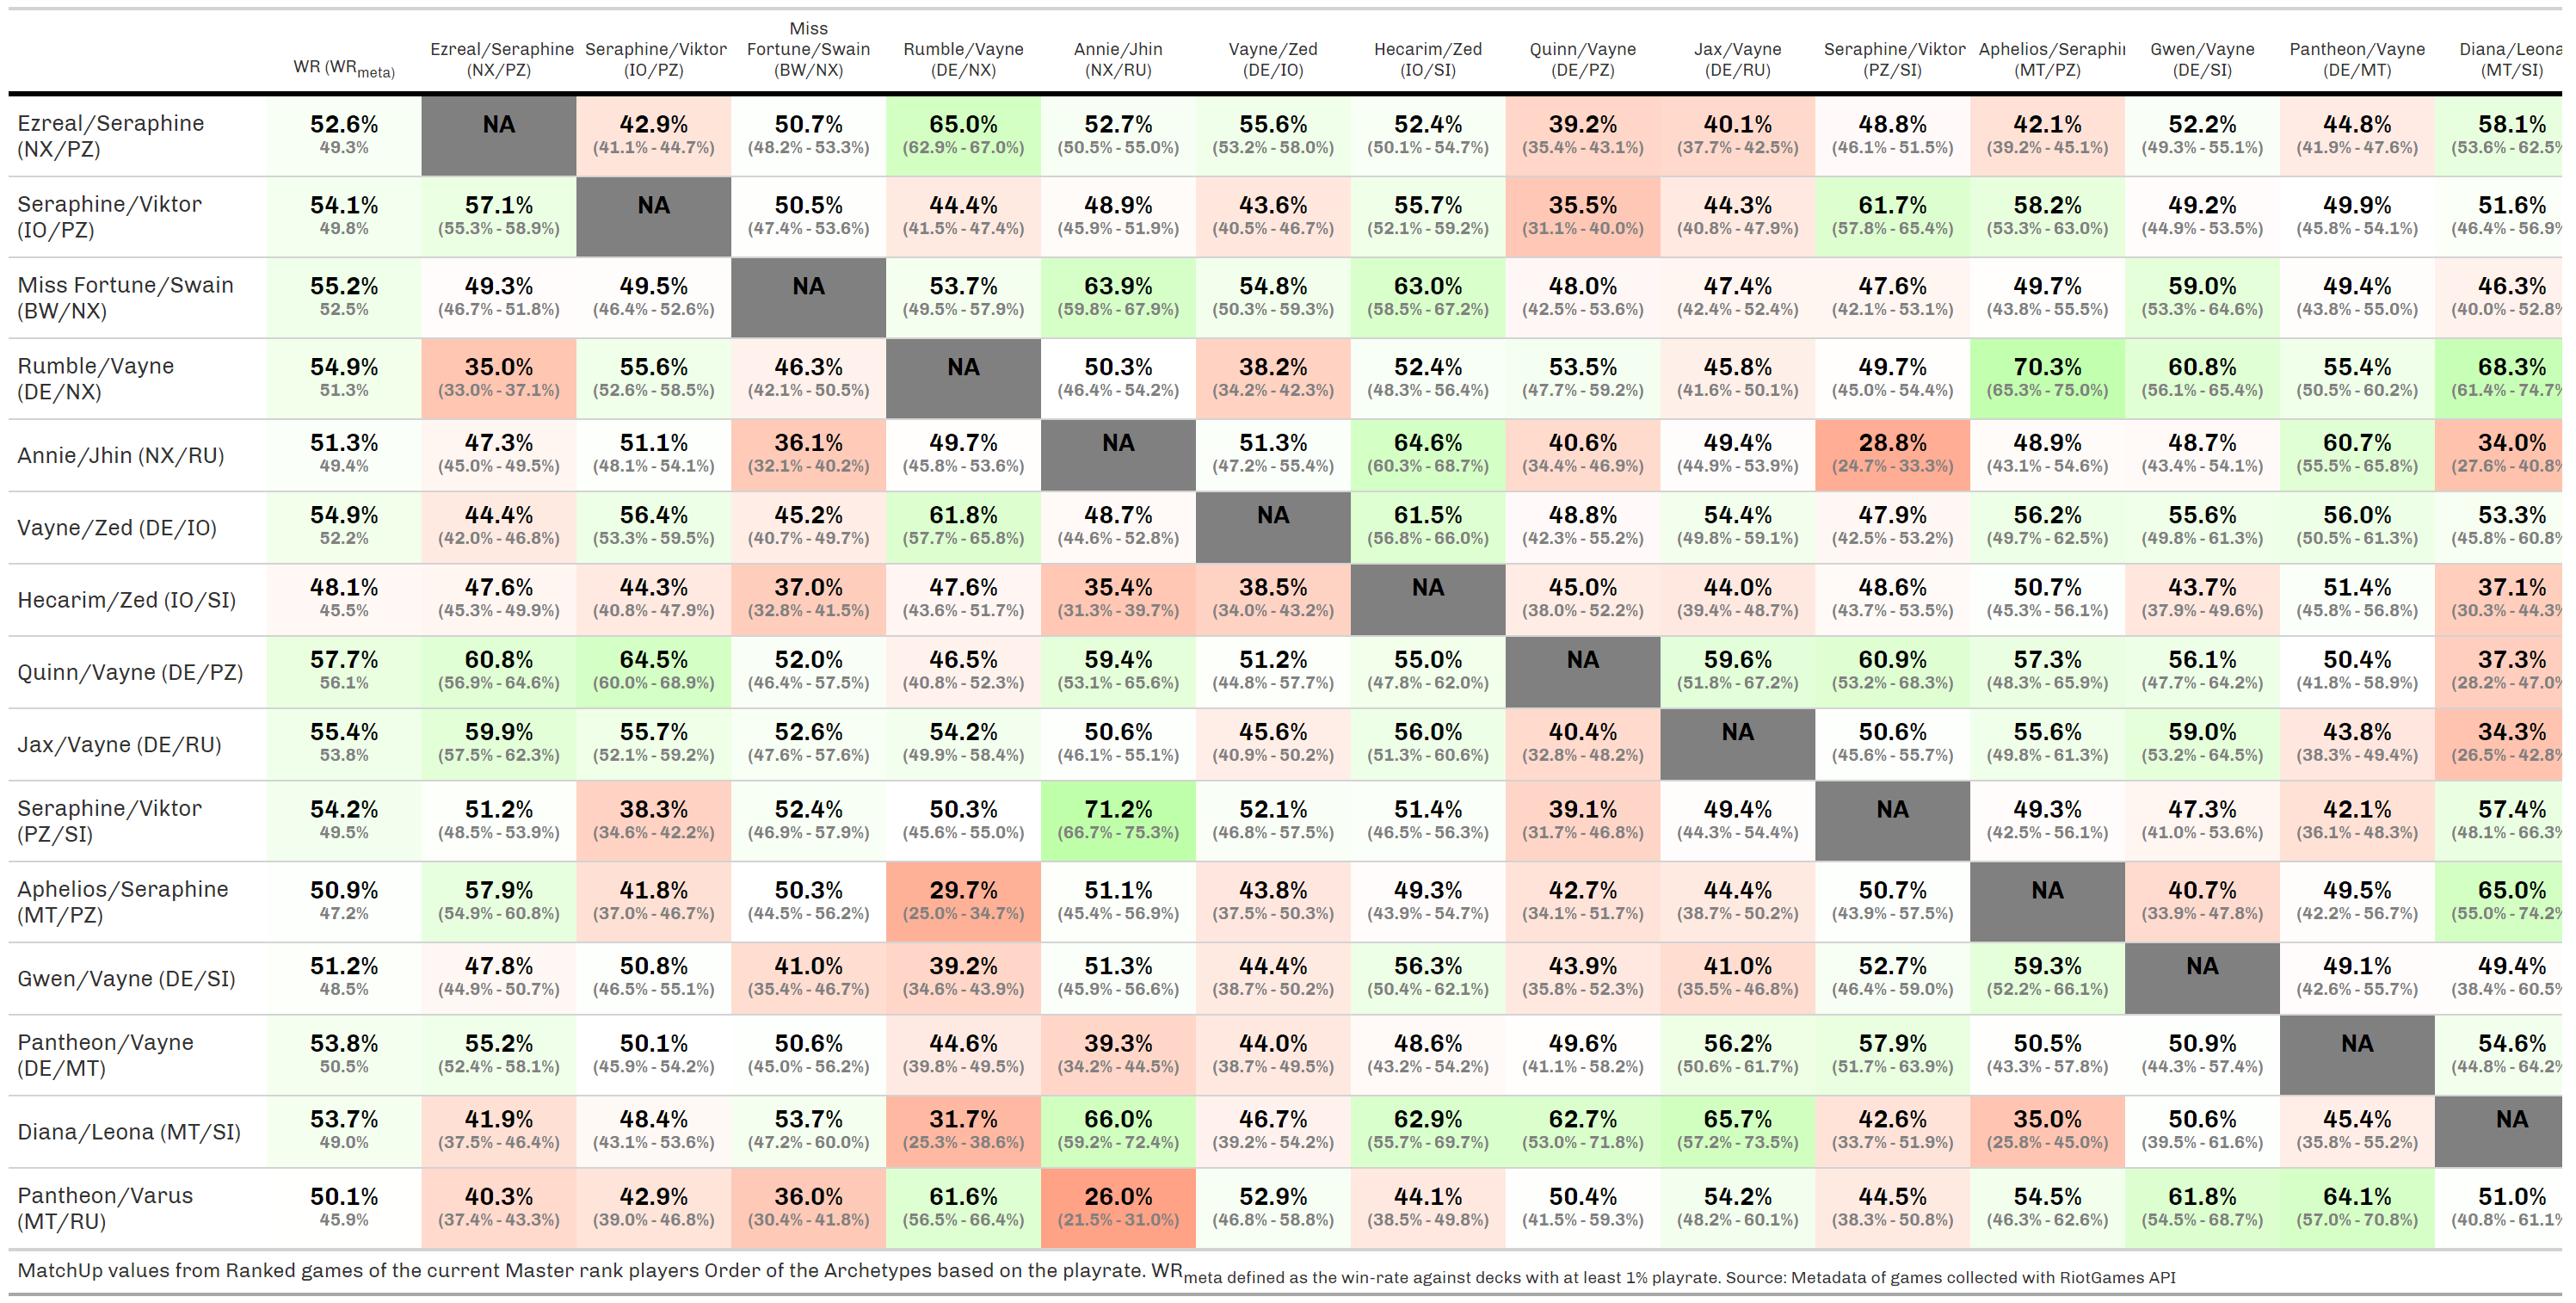 Miss
Ezreal/Seraphine Seraphine/Viktor Fortune/Swain Rumble/Vayne Annie/Jhin Vayne/Zed Hecarim/Zed Quinn/Vayne Jax/Vayne Seraphine/Viktor Aphelios/Seraphin Gwen/Vayne Pantheon/Vayne Diana/Leona
WR (WRmeta) (NX/PZ) (IO/PZ) (BW/NX) (DE/NX) (NX/RU) (DE/IO) (IO/SI) (DE/PZ) (DE/RU) (PZ/SI) (MT/PZ) (DE/SI) (DE/MT) (MT/SI)
Ezreal/Seraphine 52.6% NA 42.9% 50.7% 65.0% 52.7% 55.6% 52.4% 39.2% 40.1% 48.8% 42.1% 52.2% 44.8% 58.1%
(NX/PZ) 49.3% (41.1% - 44.7%) (48.2% - 53.3%) (62.9% - 67.0%) (50.5% - 55.0%) (53.2% - 58.0%) (50.1% - 54.7%) (35.4% - 43.1%) (37.7% - 42.5%) (46.1% - 51.5%) (39.2% - 45.1%) (49.3% - 55.1%) (41.9% - 47.6%) (53.6% - 62.5%
Seraphine/Viktor 54.1% 57.1% NA 50.5% 44.4% 48.9% 43.6% 55.7% 35.5% 44.3% 61.7% 58.2% 49.2% 49.9% 51.6%
(IO/PZ) 49.8% (55.3% - 58.9%) (47.4% - 53.6%) (41.5% - 47.4%) (45.9% - 51.9%) (40.5% - 46.7%) (52.1% - 59.2%) (31.1% - 40.0%) (40.8% - 47.9%) (57.8% - 65.4%) (53.3% - 63.0%) (44.9% - 53.5%) (45.8% - 54.1%) (46.4% - 56.9%
Miss Fortune/Swain 55.2% 49.3% 49.5% NA 53.7% 63.9% 54.8% 63.0% 48.0% 47.4% 47.6% 49.7% 59.0% 49.4% 46.3%
(BW/NX) 52.5% (46.7% - 51.8%) (46.4% - 52.6%) (49.5% - 57.9%) (59.8% - 67.9%) (50.3% - 59.3%) (58.5% - 67.2%) (42.5% - 53.6%) (42.4% - 52.4%) (42.1% - 53.1%) (43.8% - 55.5%) (53.3% - 64.6%) (43.8% - 55.0%) (40.0% - 52.8%
Rumble/Vayne 54.9% 35.0% 55.6% 46.3% NA 50.3% 38.2% 52.4% 53.5% 45.8% 49.7% 70.3% 60.8% 55.4% 68.3%
(DE/NX) 51.3% (33.0% - 37.1%) (52.6% - 58.5%) (42.1% - 50.5%) (46.4% - 54.2%) (34.2% - 42.3%) (48.3% - 56.4%) (47.7% - 59.2%) (41.6% - 50.1%) (45.0% - 54.4%) (65.3% - 75.0%) (56.1% - 65.4%) (50.5% - 60.2%) (61.4% - 74.7%
Annie/Jhin (NX/RU) 51.3% 47.3% 51.1% 36.1% 49.7% NA 51.3% 64.6% 40.6% 49.4% 28.8% 48.9% 48.7% 60.7% 34.0%
49.4% (45.0% - 49.5%) (48.1% - 54.1%) (32.1% - 40.2%) (45.8% - 53.6%) (47.2% - 55.4%) (60.3% - 68.7%) (34.4% - 46.9%) (44.9% - 53.9%) (24.7% - 33.3%) (43.1% - 54.6%) (43.4% - 54.1%) (55.5% - 65.8%) (27.6% - 40.8%
Vayne/Zed (DE/IO) 54.9% 44.4% 56.4% 45.2% 61.8% 48.7% NA 61.5% 48.8% 54.4% 47.9% 56.2% 55.6% 56.0% 53.3%
52.2% (42.0% - 46.8%) (53.3% - 59.5%) (40.7% - 49.7%) (57.7% - 65.8%) (44.6% - 52.8%) (56.8% - 66.0%) (42.3% - 55.2%) (49.8% - 59.1%) (42.5% - 53.2%) (49.7% - 62.5%) (49.8% - 61.3%) (50.5% - 61.3%) (45.8% - 60.8%
Hecarim/Zed (IO/SI) 48.1% 47.6% 44.3% 37.0% 47.6% 35.4% 38.5% NA 45.0% 44.0% 48.6% 50.7% 43.7% 51.4% 37.1%
45.5% (45.3% - 49.9%) (40.8% - 47.9%) (32.8% - 41.5%) (43.6% - 51.7%) (31.3% - 39.7%) (34.0% - 43.2%) (38.0% - 52.2%) (39.4% - 48.7%) (43.7% - 53.5%) (45.3% - 56.1%) (37.9% - 49.6%) (45.8% - 56.8%) (30.3% - 44.3%
Quinn/Vayne (DE/PZ) 57.7% 60.8% 64.5% 52.0% 46.5% 59.4% 51.2% 55.0% NA 59.6% 60.9% 57.3% 56.1% 50.4% 37.3%
56.1% (56.9% - 64.6%) (60.0% - 68.9%) (46.4% - 57.5%) (40.8% - 52.3%) (53.1% - 65.6%) (44.8% - 57.7%) (47.8% - 62.0%) (51.8% - 67.2%) (53.2% - 68.3%) (48.3% - 65.9%) (47.7% - 64.2%) (41.8% - 58.9%) (28.2% - 47.0%
Jax/Vayne (DE/RU) 55.4% 59.9% 55.7% 52.6% 54.2% 50.6% 45.6% 56.0% 40.4% NA 50.6% 55.6% 59.0% 43.8% 34.3%
53.8% (57.5% - 62.3%) (52.1% - 59.2%) (47.6% - 57.6%) (49.9% - 58.4%) (46.1% - 55.1%) (40.9% - 50.2%) (51.3% - 60.6%) (32.8% - 48.2%) (45.6% - 55.7%) (49.8% - 61.3%) (53.2% - 64.5%) (38.3% - 49.4%) (26.5% - 42.8%
Seraphine/Viktor 54.2% 51.2% 38.3% 52.4% 50.3% 71.2% 52.1% 51.4% 39.1% 49.4% NA 49.3% 47.3% 42.1% 57.4%
(PZ/SI) 49.5% (48.5% - 53.9%) (34.6% - 42.2%) (46.9% - 57.9%) (45.6% - 55.0%) (66.7% - 75.3%) (46.8% - 57.5%) (46.5% - 56.3%) (31.7% - 46.8%) (44.3% - 54.4%) (42.5% - 56.1%) (41.0% - 53.6%) (36.1% - 48.3%) (48.1% - 66.3%
Aphelios/Seraphine 50.9% 57.9% 41.8% 50.3% 29.7% 51.1% 43.8% 49.3% 42.7% 44.4% 50.7% NA 40.7% 49.5% 65.0%
(MT/PZ) 47.2% (54.9% - 60.8%) (37.0% - 46.7%) (44.5% - 56.2%) (25.0% - 34.7%) (45.4% - 56.9%) (37.5% - 50.3%) (43.9% - 54.7%) (34.1% - 51.7%) (38.7% - 50.2%) (43.9% - 57.5%) (33.9% - 47.8%) (42.2% - 56.7%) (55.0% - 74.2%
Gwen/Vayne (DE/SI) 51.2% 47.8% 50.8% 41.0% 39.2% 51.3% 44.4% 56.3% 43.9% 41.0% 52.7% 59.3% NA 49.1% 49.4%
48.5% (44.9% - 50.7%) (46.5% - 55.1%) (35.4% - 46.7%) (34.6% - 43.9%) (45.9% - 56.6%) (38.7% - 50.2%) (50.4% - 62.1%) (35.8% - 52.3%) (35.5% - 46.8%) (46.4% - 59.0%) (52.2% - 66.1%) (42.6% - 55.7%) (38.4% - 60.5%
Pantheon/Vayne 53.8% 55.2% 50.1% 50.6% 44.6% 39.3% 44.0% 48.6% 49.6% 56.2% 57.9% 50.5% 50.9% NA 54.6%
(DE/MT) 50.5% (52.4% - 58.1%) (45.9% - 54.2%) (45.0% - 56.2%) (39.8% - 49.5%) (34.2% - 44.5%) (38.7% - 49.5%) (43.2% - 54.2%) (41.1% - 58.2%) (50.6% - 61.7%) (51.7% - 63.9%) (43.3% - 57.8%) (44.3% - 57.4%) (44.8% - 64.2%
Diana/Leona (MT/SI) 53.7% 41.9% 48.4% 53.7% 31.7% 66.0% 46.7% 62.9% 62.7% 65.7% 42.6% 35.0% 50.6% 45.4% NA
49.0% (37.5% - 46.4%) (43.1% - 53.6%) (47.2% - 60.0%) (25.3% - 38.6%) (59.2% - 72.4%) (39.2% - 54.2%) (55.7% - 69.7%) (53.0% - 71.8%) (57.2% - 73.5%) (33.7% - 51.9%) (25.8% - 45.0%) (39.5% - 61.6%) (35.8% - 55.2%)
Pantheon/Varus 50.1% 40.3% 42.9% 36.0% 61.6% 26.0% 52.9% 44.1% 50.4% 54.2% 44.5% 54.5% 61.8% 64.1% 51.0%
(MT/RU) 45.9% (37.4% - 43.3%) (39.0% - 46.8%) (30.4% - 41.8%) (56.5% - 66.4%) (21.5% - 31.0%) (46.8% - 58.8%) (38.5% - 49.8%) (41.5% - 59.3%) (48.2% - 60.1%) (38.3% - 50.8%) (46.3% - 62.6%) (54.5% - 68.7%) (57.0% - 70.8%) (40.8% - 61.1%
MatchUp values from Ranked games of the current Master rank players Order of the Archetypes based on the playrate. WRmeta defined as the win-rate against decks with at least 1% playrate. Source: Metadata of games collected with RiotGames API